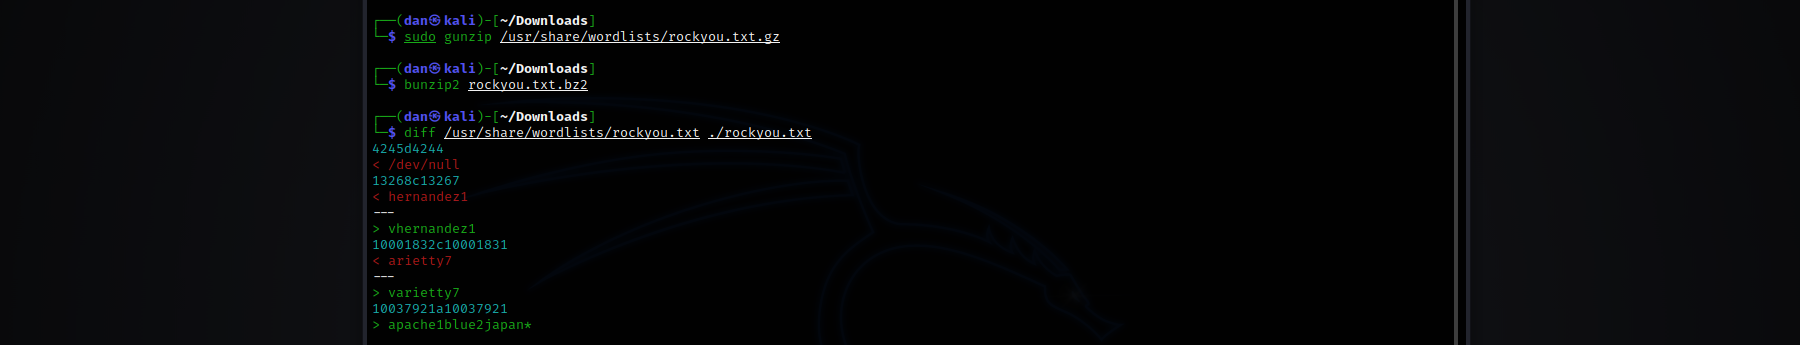 ┌──(dan㉿kali)-[~/Downloads]
└─$ sudo gunzip /usr/share/wordlists/rockyou.txt.gz
┌──(dan㉿kali)-[~/Downloads]
└─$ bunzip2 rockyou.txt.bz2
┌──(dan㉿kali)-[~/Downloads]
└─$ diff /usr/share/wordlists/rockyou.txt ./rockyou.txt
4245d4244
< /dev/null
13268c13267
< hernandez1
---
> vhernandez1
10001832c10001831
< arietty7
---
> varietty7
10037921a10037921
> apache1blue2japan*